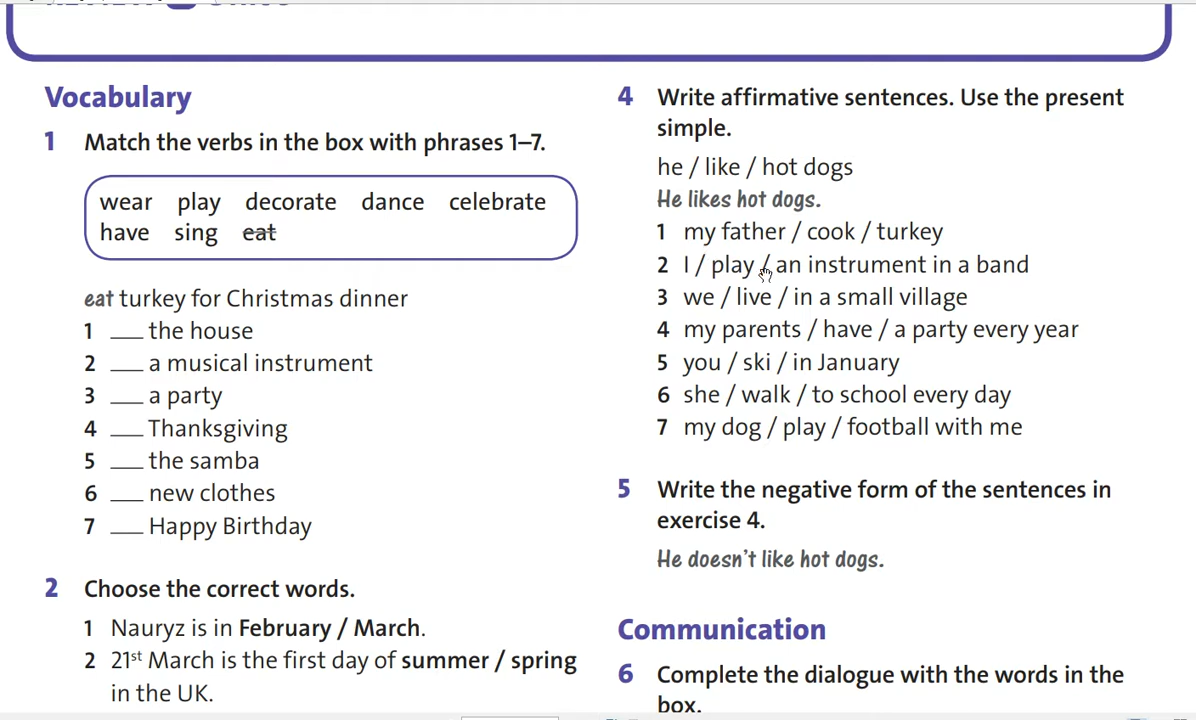 Vocabulary
1 Match the verbs in the box with phrases 1–7.
wear play decorate dance celebrate
have sing eat
eat turkey for Christmas dinner
1 ___ the house
2 ___ a musical instrument
3 ___ a party
4 ___ Thanksgiving
5 ___ the samba
6 ___ new clothes
7 ___ Happy Birthday
2 Choose the correct words.
1 Nauryz is in February / March.
2 21st March is the first day of summer / spring
in the UK.
4 Write affirmative sentences. Use the present
simple.
he / like / hot dogs
He likes hot dogs.
1 my father / cook / turkey
2 I / play / an instrument in a band
3 we / live / in a small village
4 my parents / have / a party every year
5 you / ski / in January
6 she / walk / to school every day
7 my dog / play / football with me
5 Write the negative form of the sentences in
exercise 4.
He doesn't like hot dogs.
Communication
6 Complete the dialogue with the words in the
box.